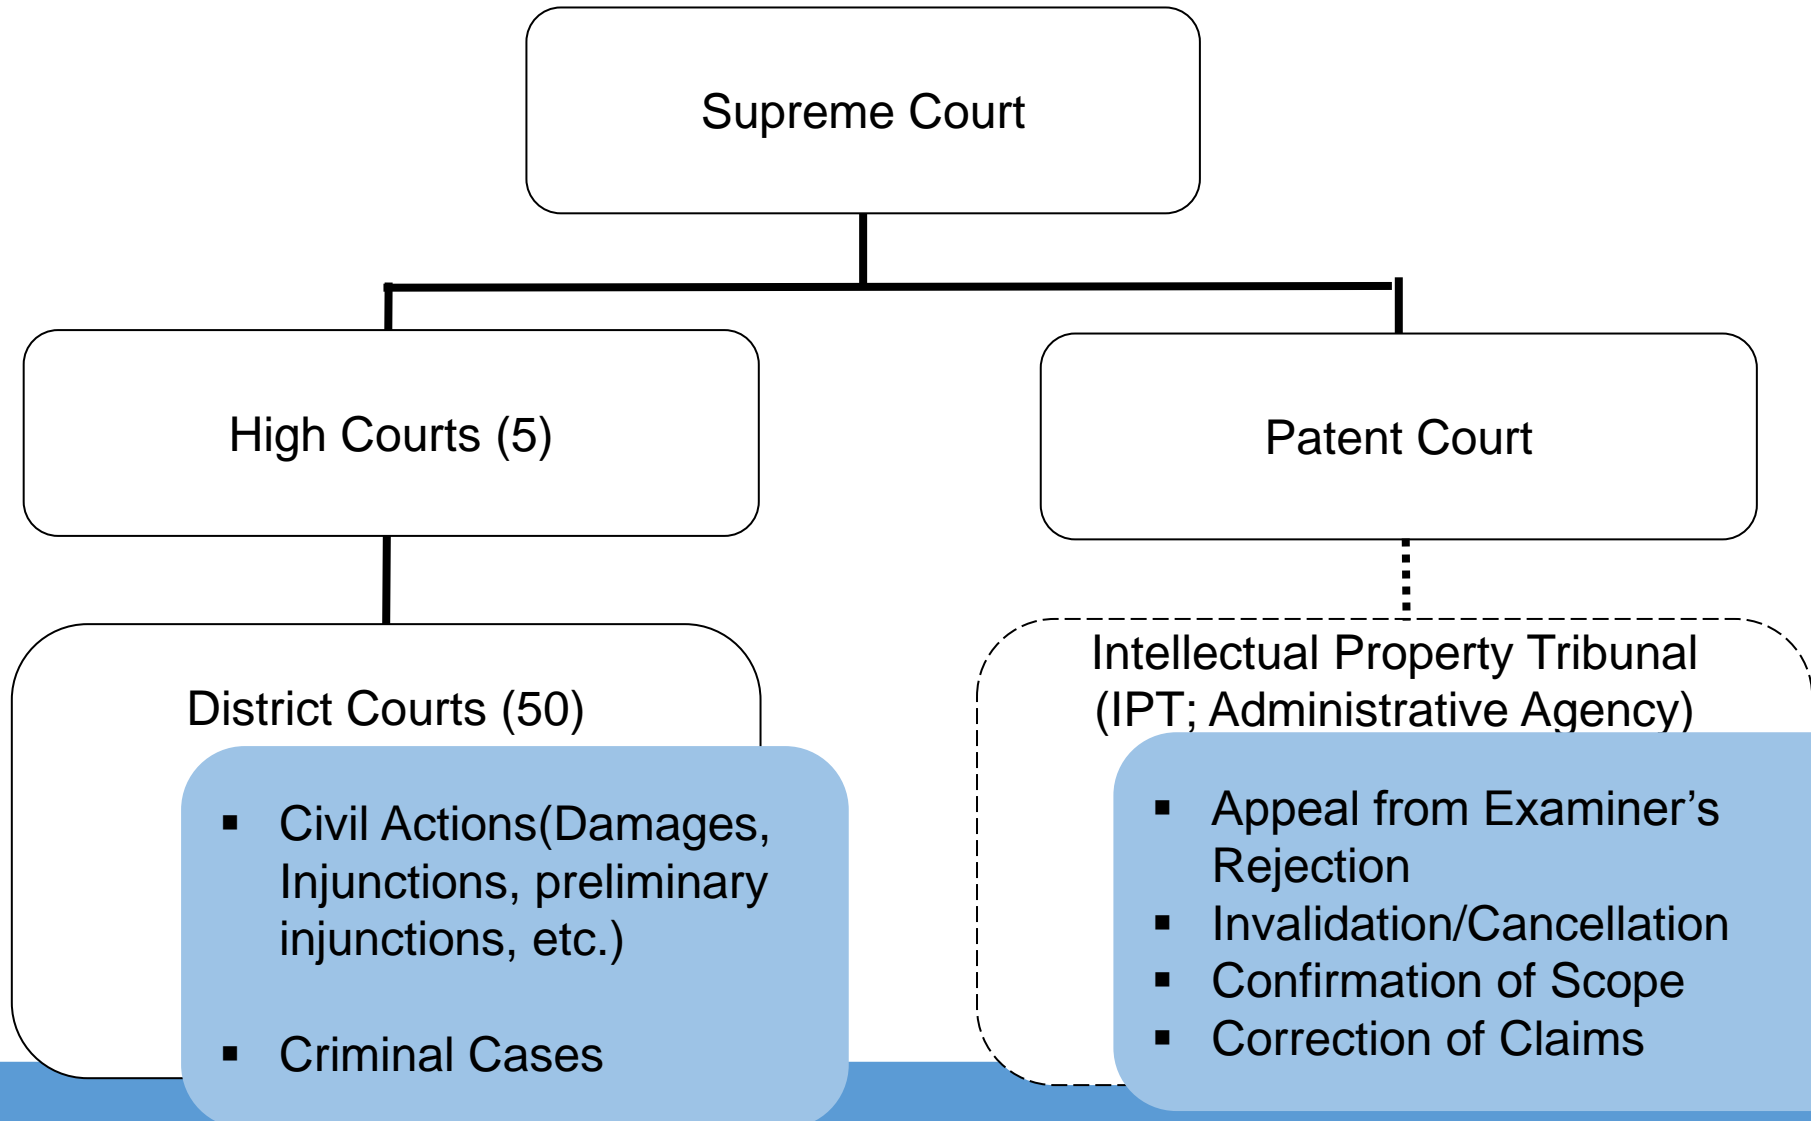 Supreme Court
High Courts (5)
Patent Court
District Courts (50)
▪ Civil Actions(Damages,
Injunctions, preliminary
injunctions, etc.)
▪ Criminal Cases
Intellectual Property Tribunal
(IPT; Administrative Agency)
▪ Appeal from Examiner’s
Rejection
▪ Invalidation/Cancellation
▪ Confirmation of Scope
▪ Correction of Claims